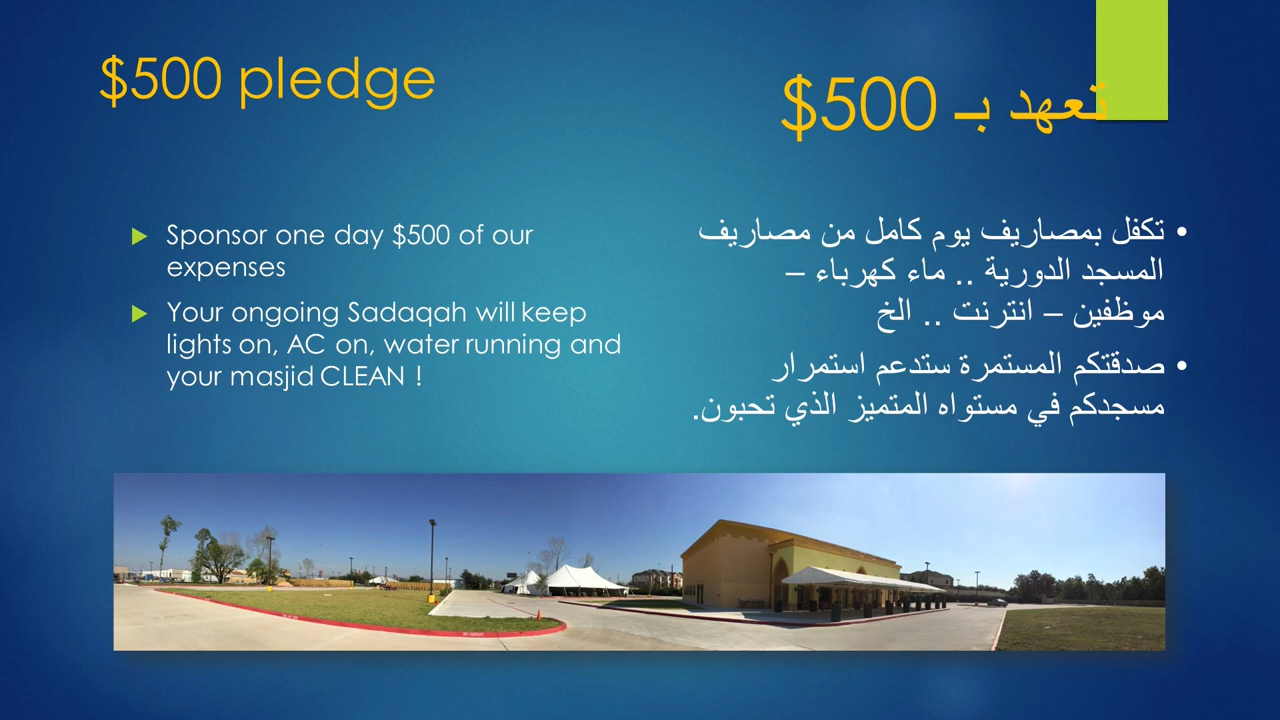 $500 pledge
تعهد بـ 500$
Sponsor one day $500 of our
expenses
Your ongoing Sadaqah will keep
lights on, AC on, water running and
your masjid CLEAN !
• تكفل بمصاريف يوم كامل من مصاريف
المسجد الدورية .. ماء كهرباء –
موظفين – انترنت .. الخ
• صدقتكم المستمرة ستدعم استمرار
مسجدكم في مستواه المتميز الذي تحبون.